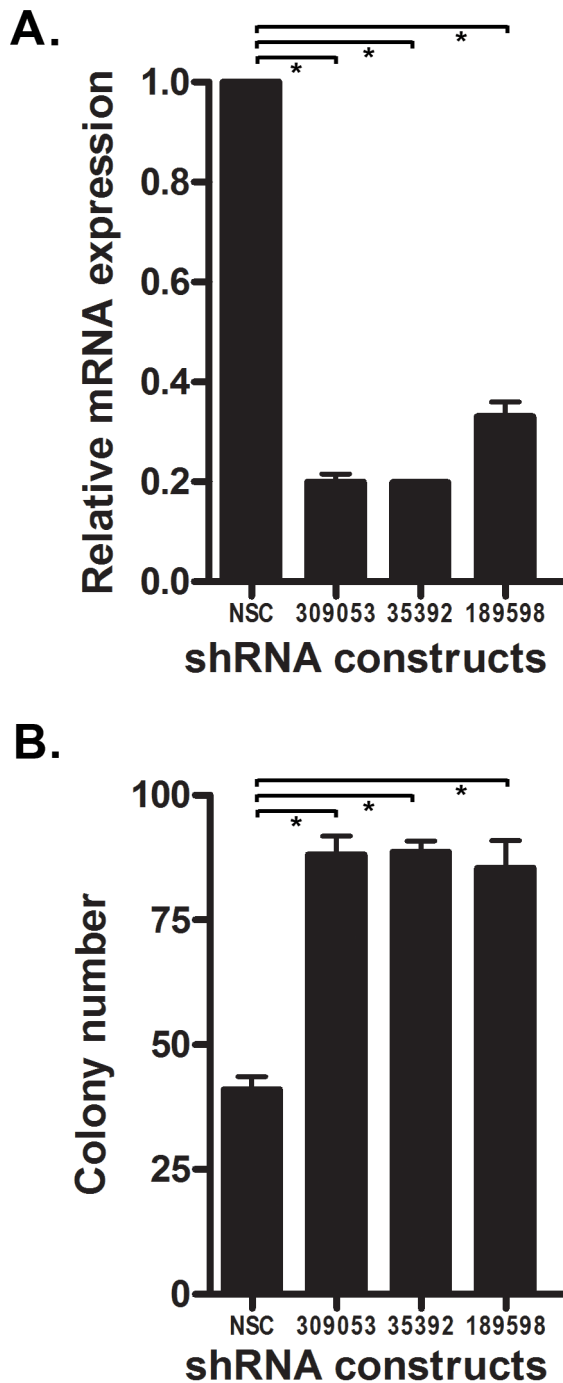 A.
* * *
Relative mRNA expression
1.0
0.8
0.6
0.4
0.2
0.0
NSC 309053 35392 189598
shRNA constructs
B.
* * *
Colony number
100
75
50
25
0
NSC 309053 35392 189598
shRNA constructs